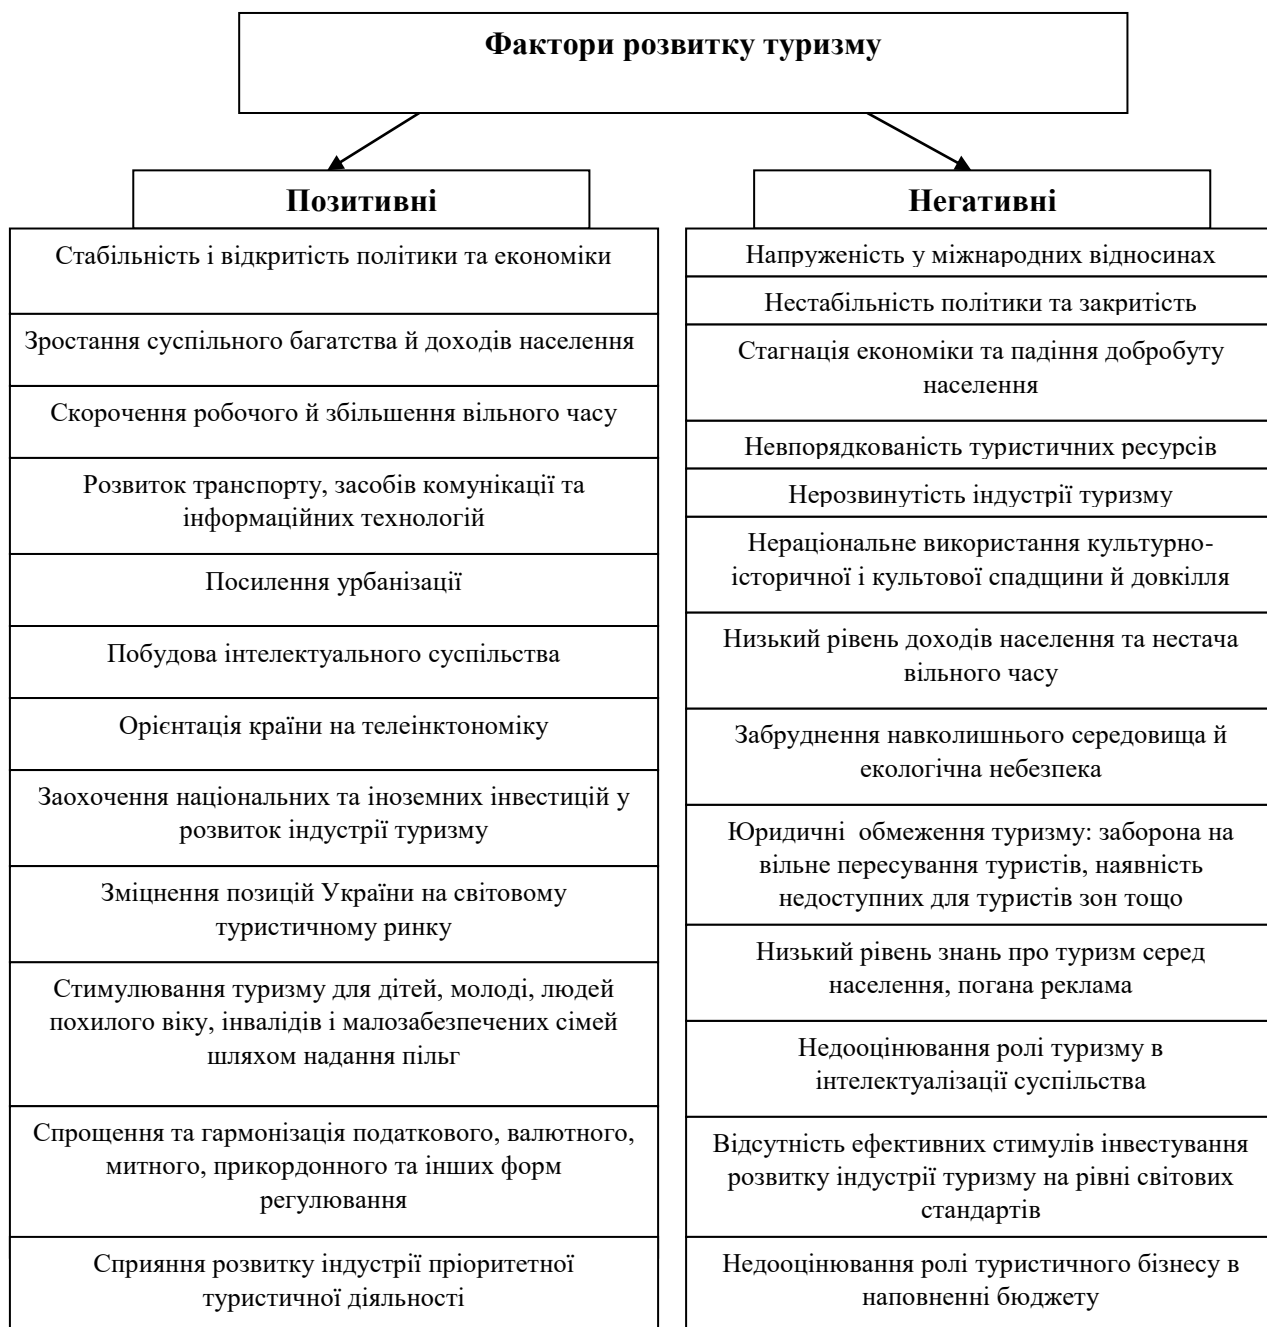 Фактори розвитку туризму
Позитивні
Стабільність і відкритість політики та економіки
Зростання суспільного багатства й доходів населення
Скорочення робочого й збільшення вільного часу
Розвиток транспорту, засобів комунікації та
інформаційних технологій
Посилення урбанізації
Побудова інтелектуального суспільства
Орієнтація країни на телеінктономіку
Заохочення національних та іноземних інвестицій у
розвиток індустрії туризму
Зміцнення позицій України на світовому
туристичному ринку
Стимулювання туризму для дітей, молоді, людей
похилого віку, інвалідів і малозабезпечених сімей
шляхом надання пільг
Спрощення та гармонізація податкового, валютного,
митного, прикордонного та інших форм
регулювання
Сприяння розвитку індустрії пріоритетної
туристичної діяльності
Негативні
Напруженість у міжнародних відносинах
Нестабільність політики та закритість
Стагнація економіки та падіння добробуту
населення
Невпорядкованість туристичних ресурсів
Нерозвинутість індустрії туризму
Нераціональне використання культурно-
історичної і культової спадщини й довкілля
Низький рівень доходів населення та нестача
вільного часу
Забруднення навколишнього середовища й
екологічна небезпека
Юридичні обмеження туризму: заборона на
вільне пересування туристів, наявність
недоступних для туристів зон тощо
Низький рівень знань про туризм серед
населення, погана реклама
Недооцінювання ролі туризму в
інтелектуалізації суспільства
Відсутність ефективних стимулів інвестування
розвитку індустрії туризму на рівні світових
стандартів
Недооцінювання ролі туристичного бізнесу в
наповненні бюджету